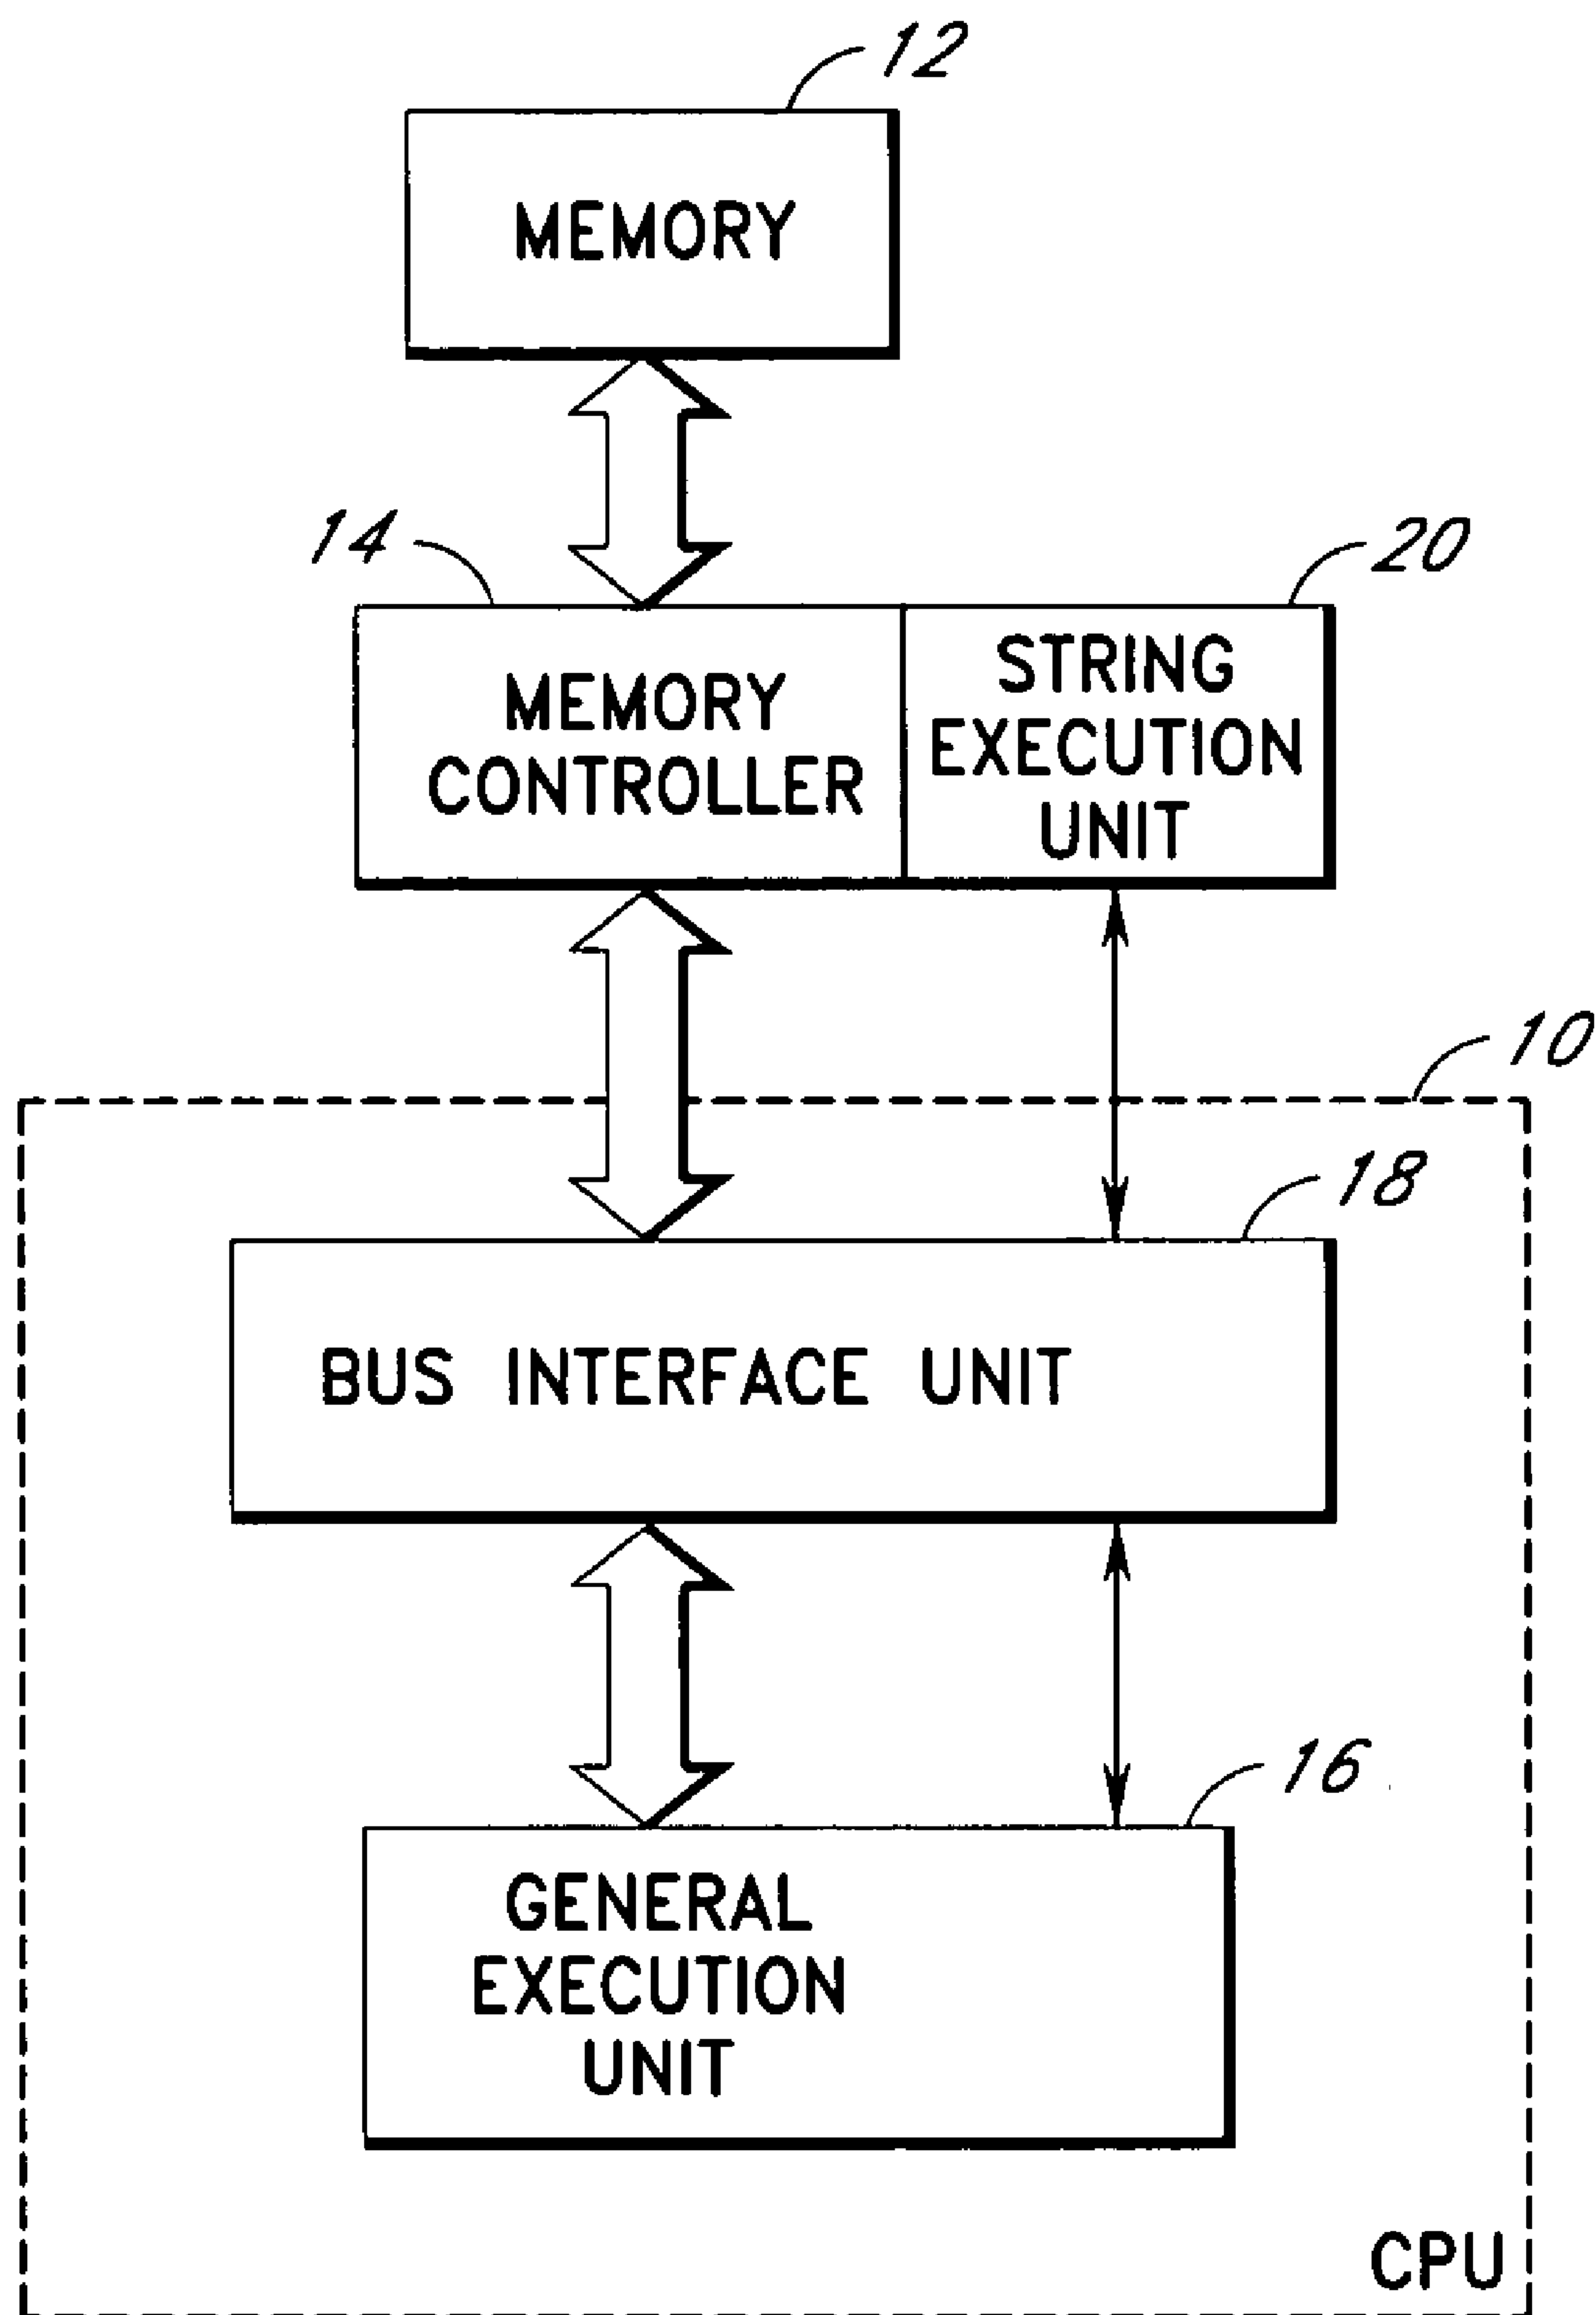 12
MEMORY
14
20
MEMORY
CONTROLLER
STRING
EXECUTION
UNIT
10
18
BUS INTERFACE UNIT
16
GENERAL
EXECUTION
UNIT
CPU